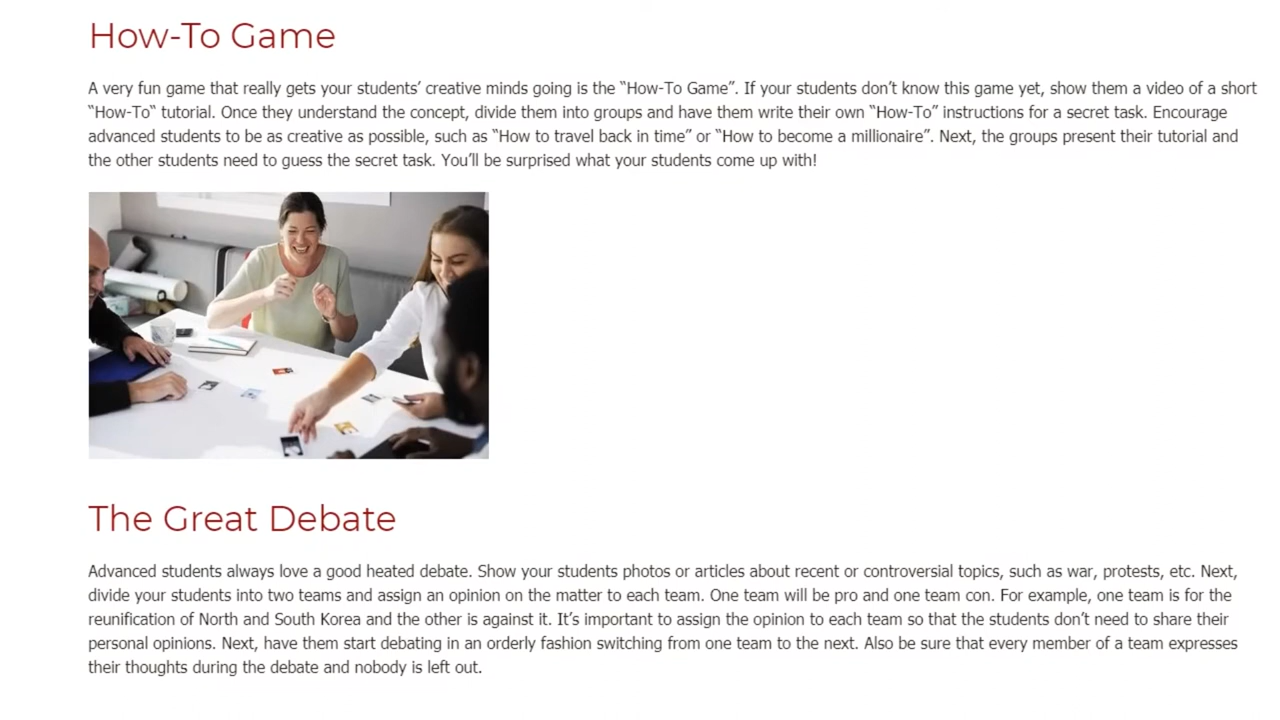 How-To Game
A very fun game that really gets your students’ creative minds going is the “How-To Game”. If your students don’t know this game yet, show them a video of a short
“How-To“ tutorial. Once they understand the concept, divide them into groups and have them write their own “How-To” instructions for a secret task. Encourage
advanced students to be as creative as possible, such as “How to travel back in time” or “How to become a millionaire”. Next, the groups present their tutorial and
the other students need to guess the secret task. You’ll be surprised what your students come up with!
The Great Debate
Advanced students always love a good heated debate. Show your students photos or articles about recent or controversial topics, such as war, protests, etc. Next,
divide your students into two teams and assign an opinion on the matter to each team. One team will be pro and one team con. For example, one team is for the
reunification of North and South Korea and the other is against it. It’s important to assign the opinion to each team so that the students don’t need to share their
personal opinions. Next, have them start debating in an orderly fashion switching from one team to the next. Also be sure that every member of a team expresses
their thoughts during the debate and nobody is left out.